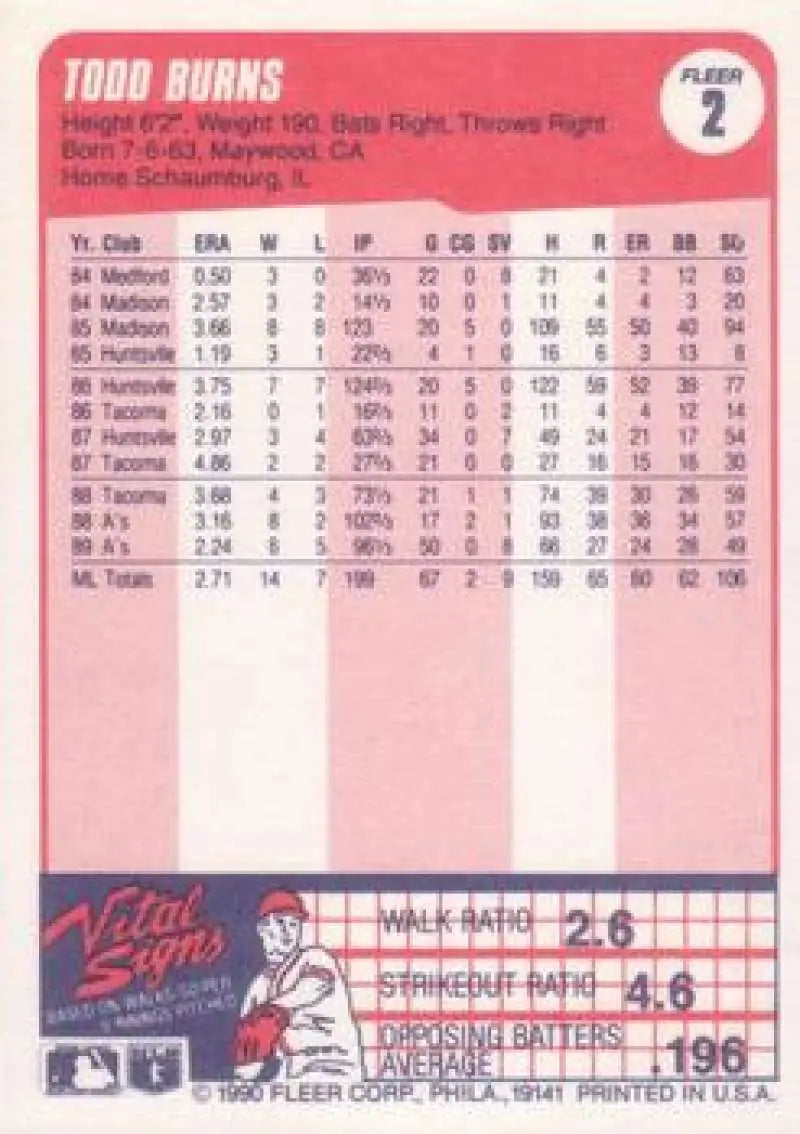 TODD BURNS
FLEER
2
Height 6'2", Weight 190, Bats Right, Throws Right
Born 7-6-63, Maywood, CA
Home Schaumburg, IL
Yr. Club ERA W L IP G CG SV H R ER BB SO
84 Medford 0.50 3 0 36⅓ 22 0 8 21 4 2 12 63
84 Madison 2.57 3 2 14⅓ 10 0 1 11 4 4 3 20
85 Madison 3.66 8 8 123 20 5 0 109 55 50 40 94
85 Huntsville 1.19 3 1 22⅔ 4 1 0 16 6 3 13 8
86 Huntsville 3.75 7 7 124⅔ 20 5 0 122 59 52 39 77
86 Tacoma 2.16 0 1 16⅔ 11 0 2 11 4 4 12 14
87 Huntsville 2.97 3 4 63⅔ 34 0 7 49 24 21 17 54
87 Tacoma 4.86 2 2 27⅔ 21 0 0 27 16 15 16 30
88 Tacoma 3.68 4 3 73⅓ 21 1 1 74 39 30 26 59
88 A's 3.16 8 2 102⅔ 17 2 1 93 38 36 34 57
89 A's 2.24 6 5 96⅓ 50 0 8 66 27 24 28 49
ML Totals 2.71 14 7 199 67 2 9 159 65 60 62 106
Vital
Signs
BASED ON WALKS-SO PER
9 INNINGS PITCHED
WALK RATIO 2.6
STRIKEOUT RATIO 4.6
OPPOSING BATTERS
AVERAGE .196
© 1990 FLEER CORP., PHILA., 19141 PRINTED IN U.S.A.